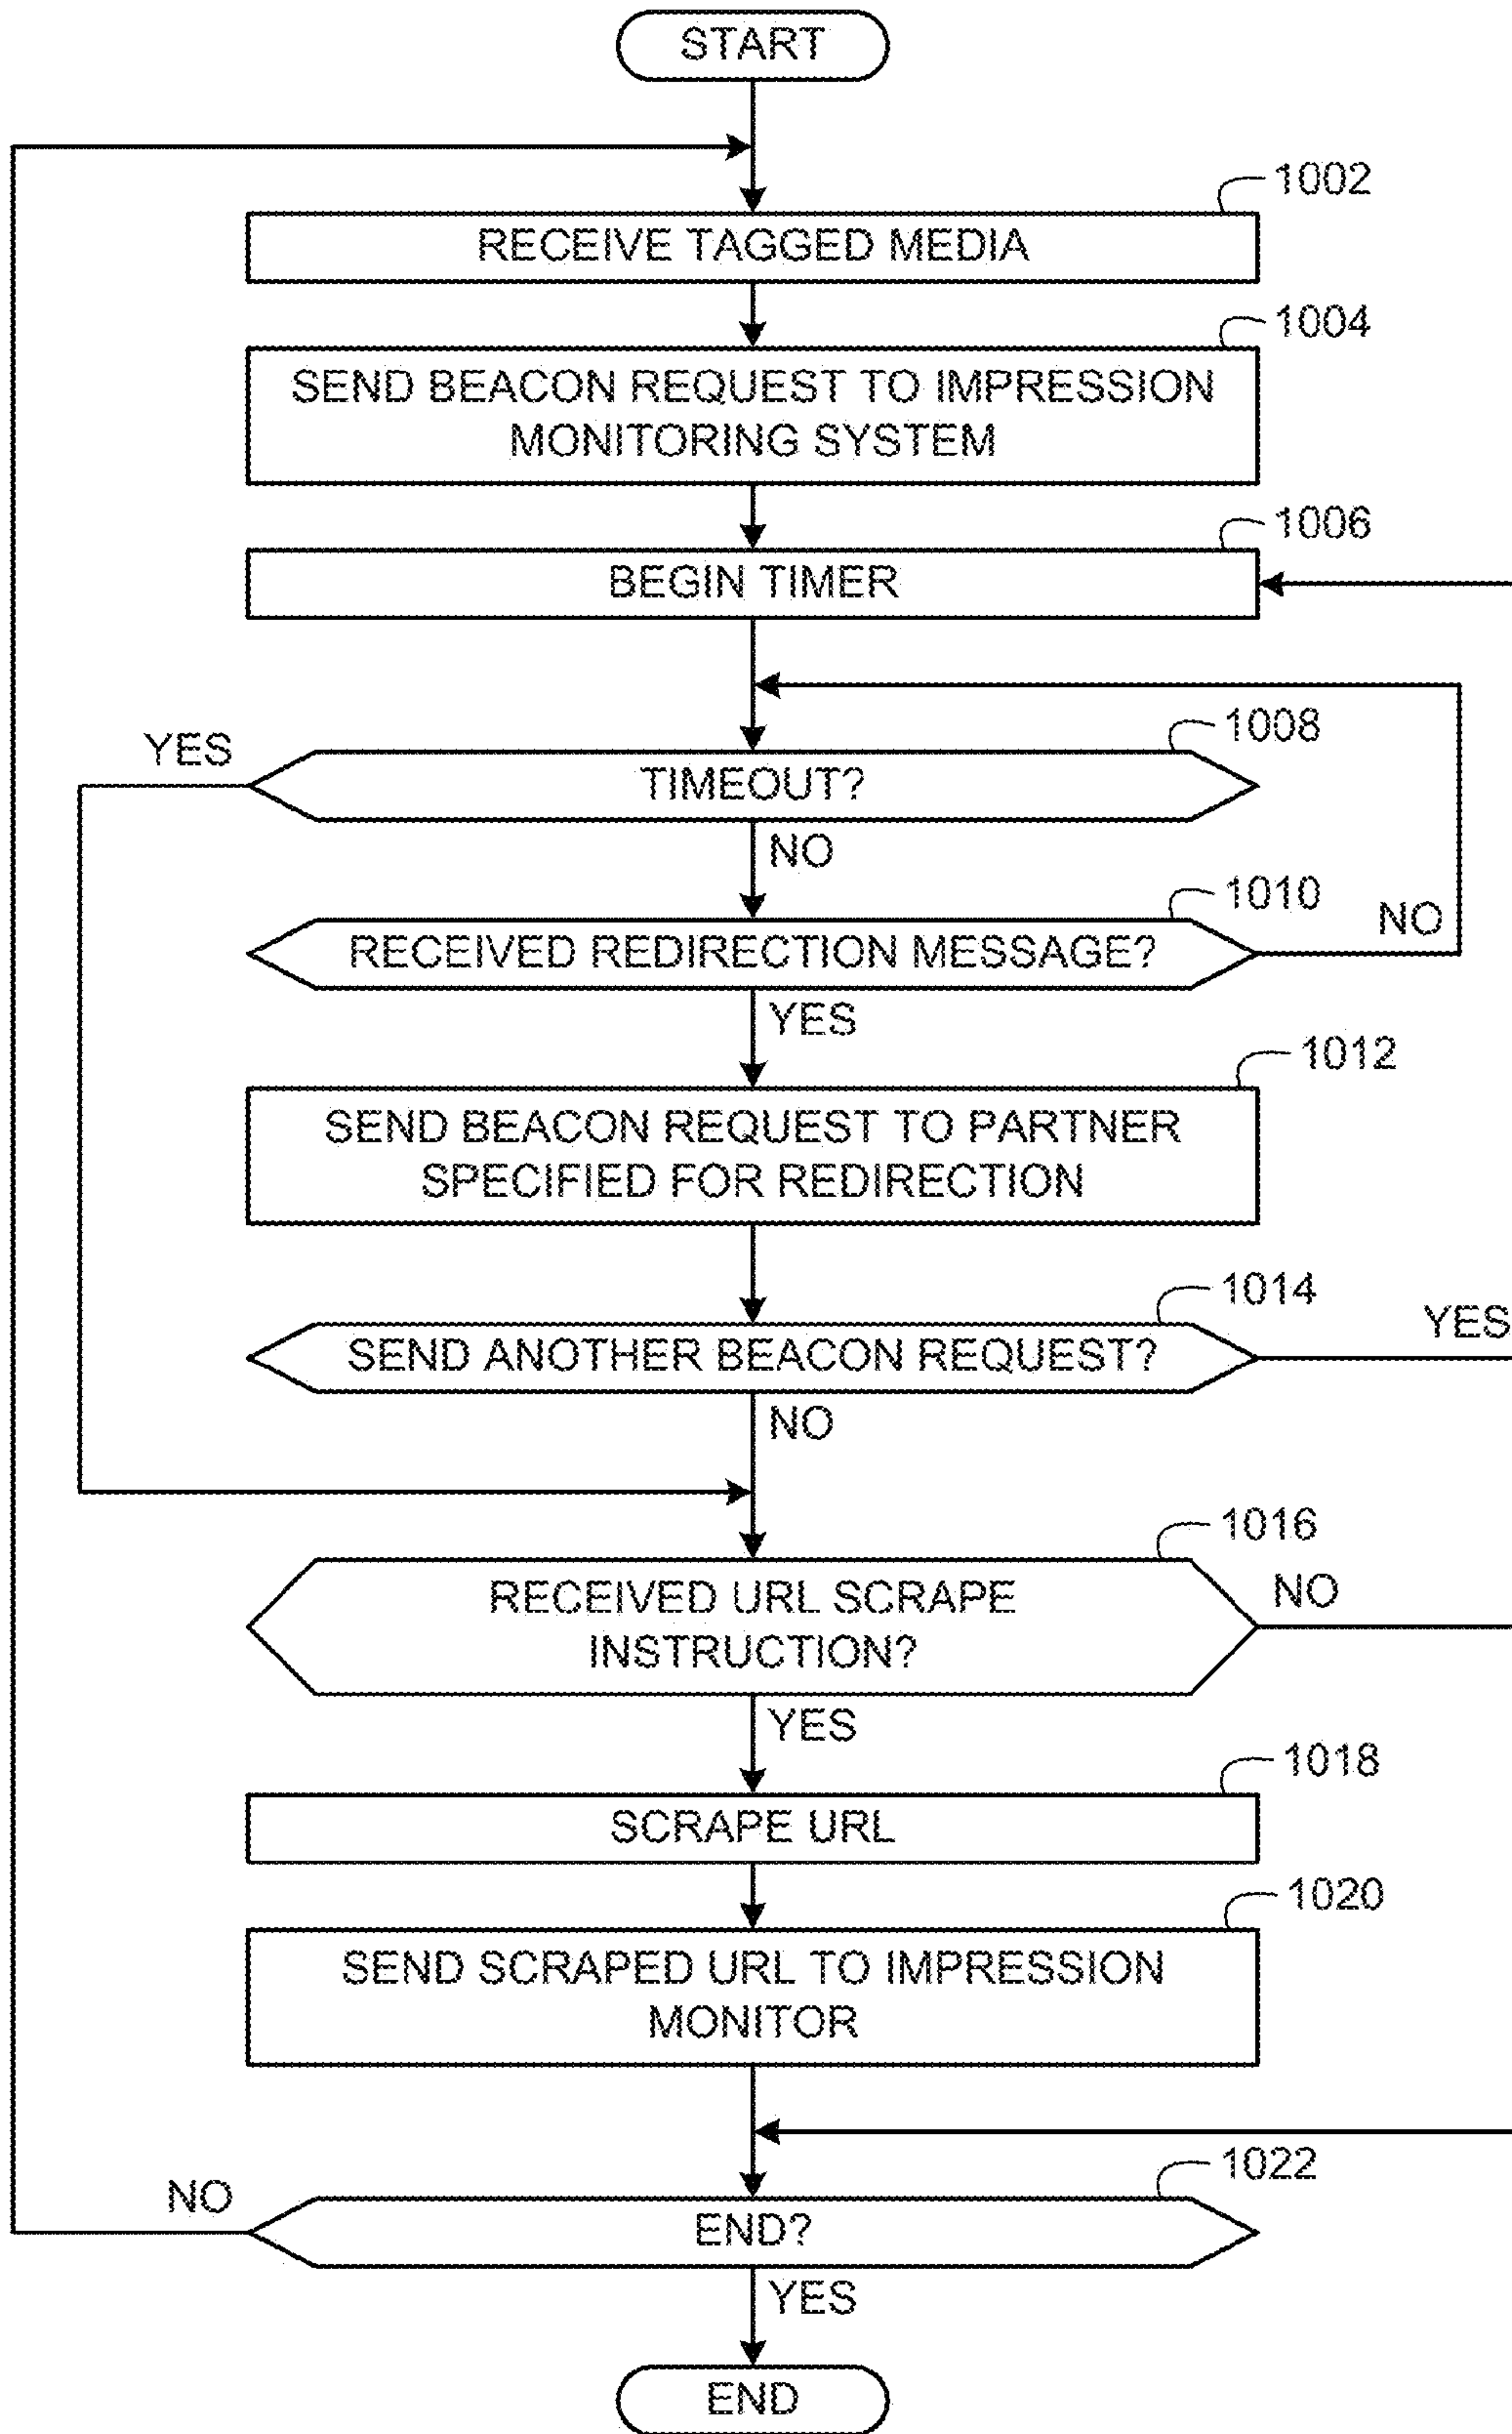 START
1002
RECEIVE TAGGED MEDIA
1004
SEND BEACON REQUEST TO IMPRESSION
MONITORING SYSTEM
1006
BEGIN TIMER
1008
YES
TIMEOUT?
NO
1010
NO
RECEIVED REDIRECTION MESSAGE?
YES
1012
SEND BEACON REQUEST TO PARTNER
SPECIFIED FOR REDIRECTION
1014
YES
SEND ANOTHER BEACON REQUEST?
NO
1016
NO
RECEIVED URL SCRAPE
INSTRUCTION?
YES
1018
SCRAPE URL
1020
SEND SCRAPED URL TO IMPRESSION
MONITOR
1022
NO
END?
YES
END